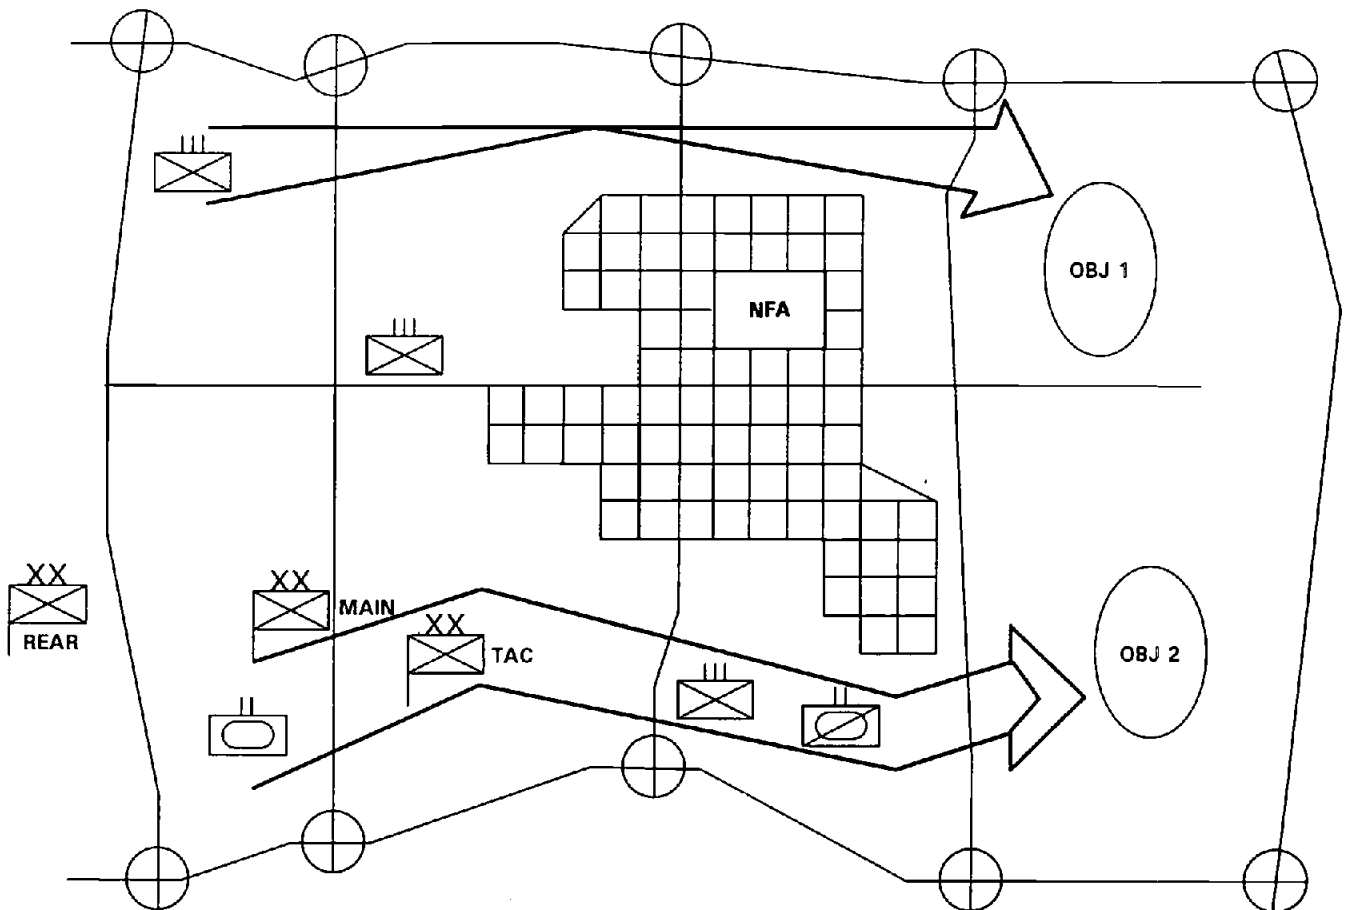 OBJ 1
NFA
XX
REAR
XX
MAIN
XX
TAC
OBJ 2